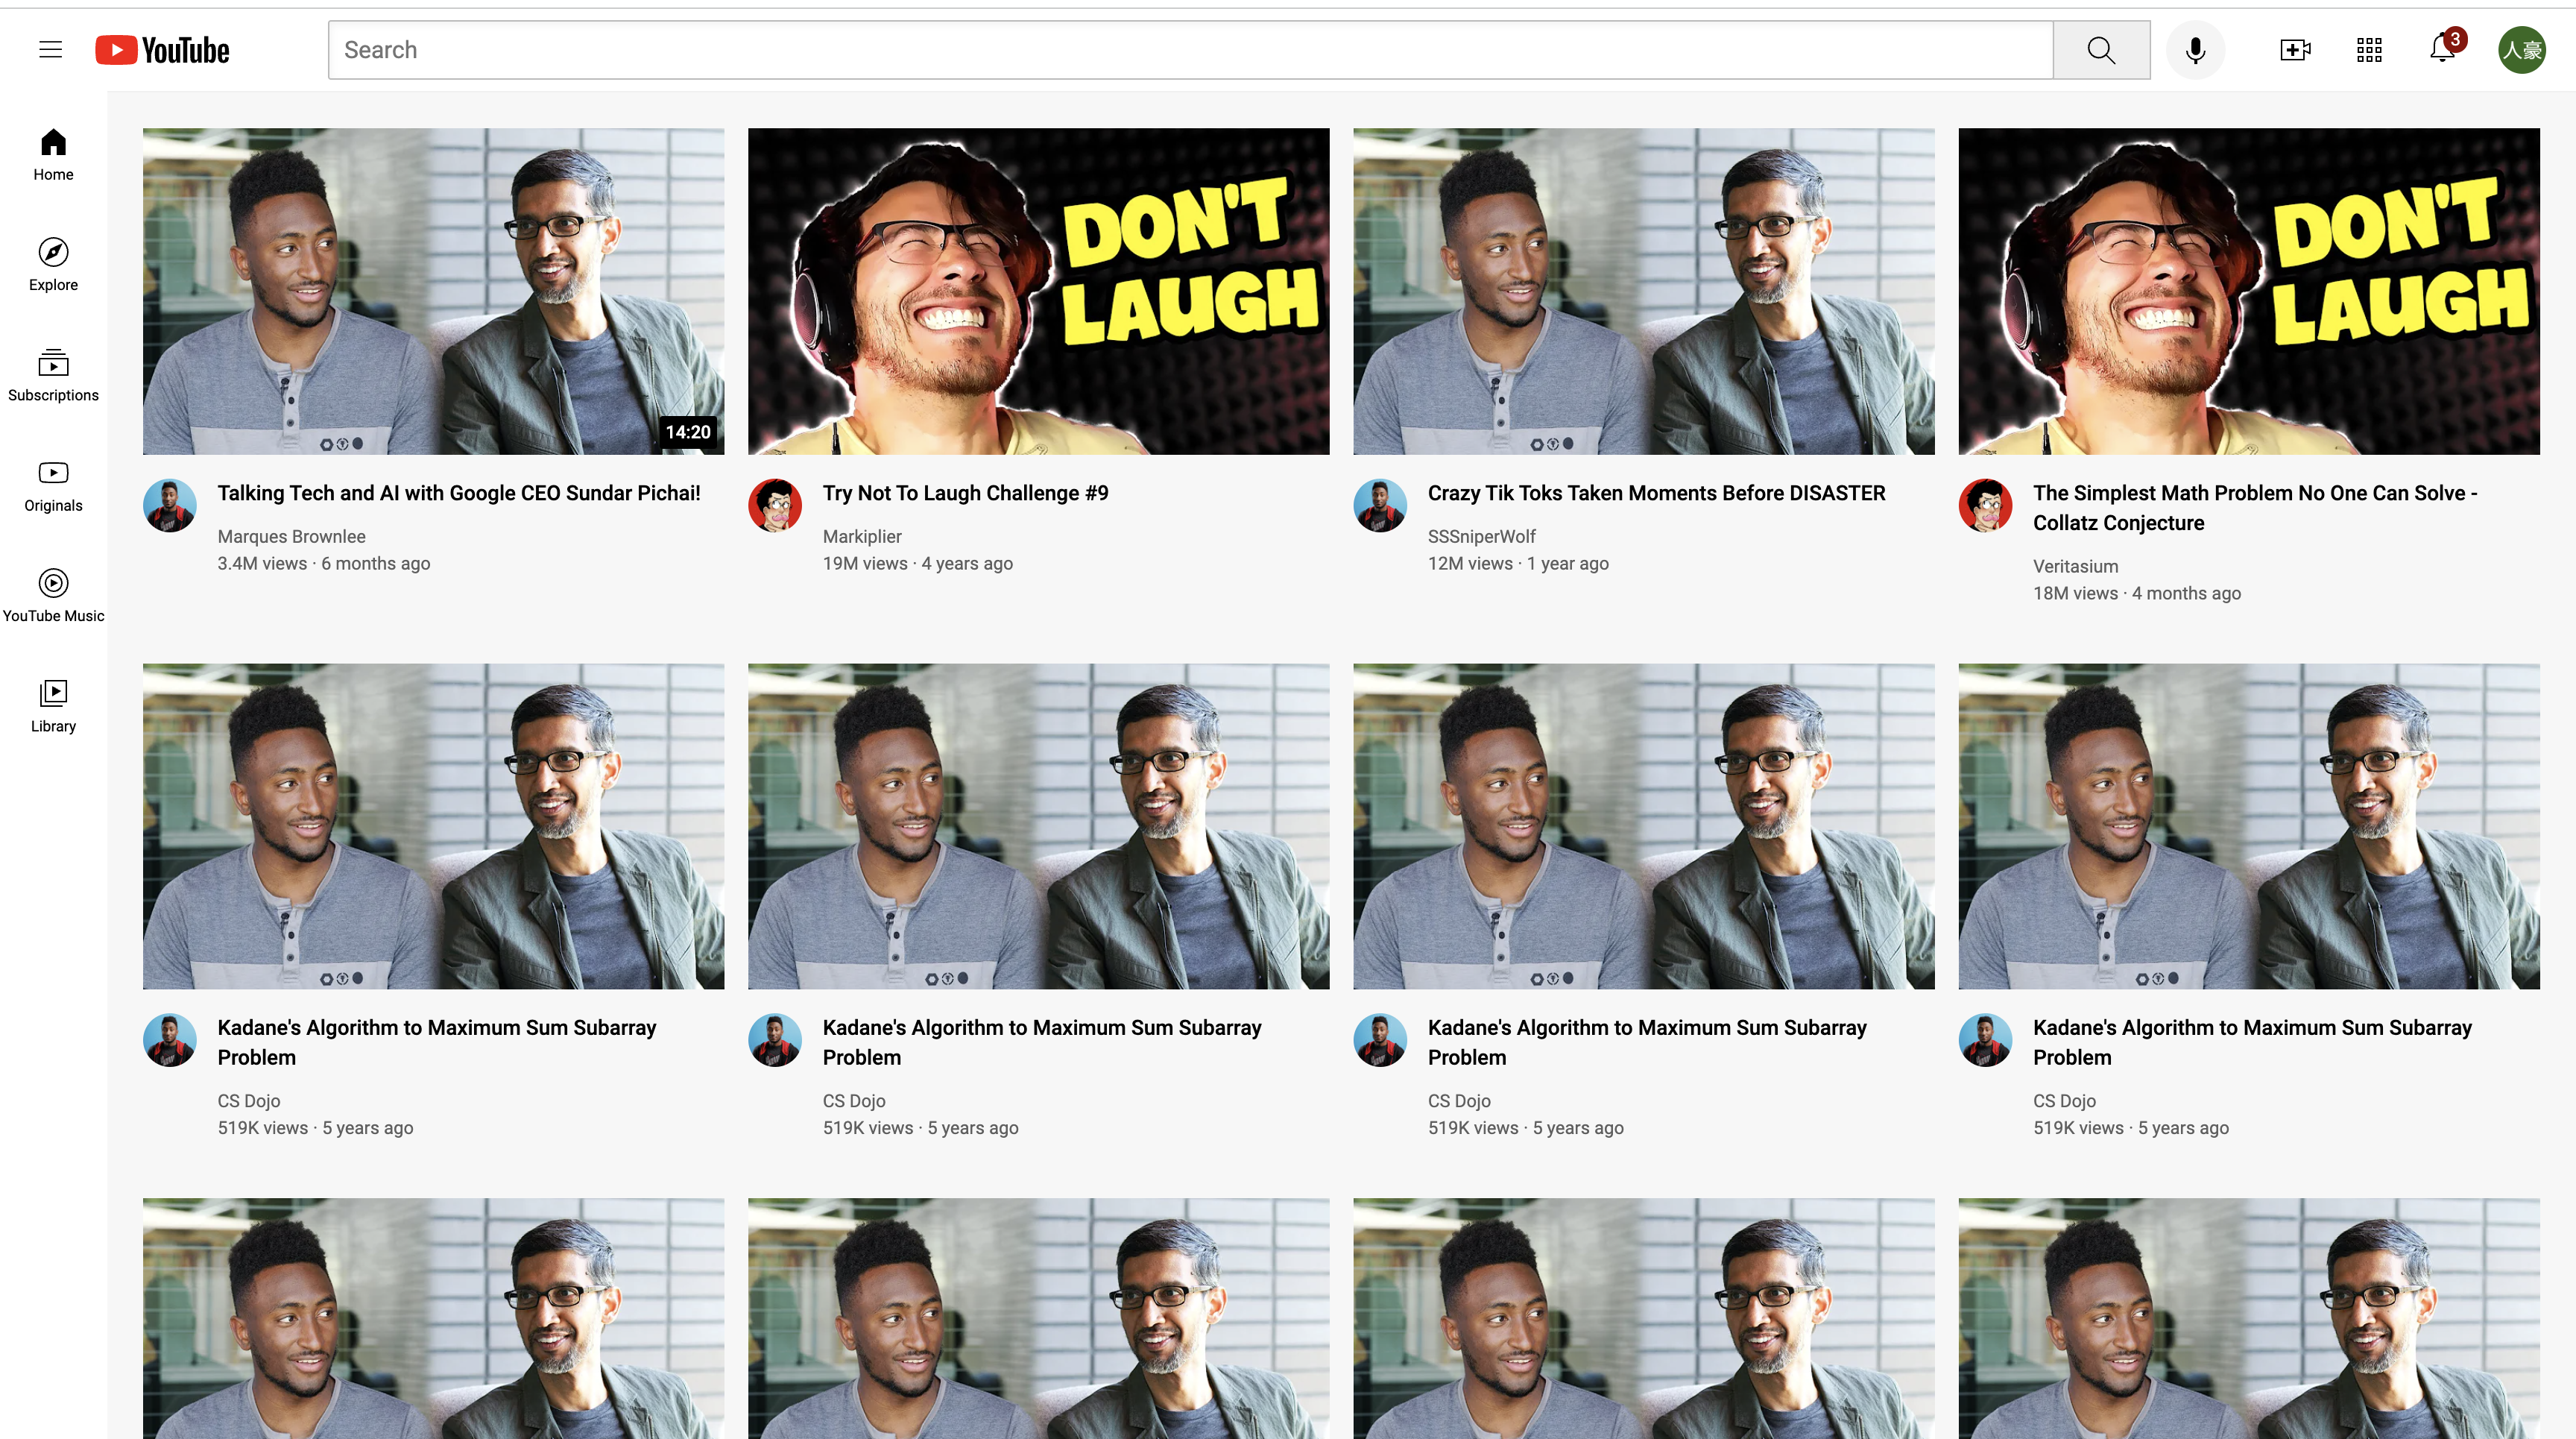 YouTube
Search
3
人豪
Home
Explore
Subscriptions
Originals
YouTube Music
Library
14:20
DON'T
LAUGH
DON'T
LAUGH
Talking Tech and AI with Google CEO Sundar Pichai!
Marques Brownlee
3.4M views · 6 months ago
Try Not To Laugh Challenge #9
Markiplier
19M views · 4 years ago
Crazy Tik Toks Taken Moments Before DISASTER
SSSniperWolf
12M views · 1 year ago
The Simplest Math Problem No One Can Solve -
Collatz Conjecture
Veritasium
18M views · 4 months ago
Kadane's Algorithm to Maximum Sum Subarray
Problem
CS Dojo
519K views · 5 years ago
Kadane's Algorithm to Maximum Sum Subarray
Problem
CS Dojo
519K views · 5 years ago
Kadane's Algorithm to Maximum Sum Subarray
Problem
CS Dojo
519K views · 5 years ago
Kadane's Algorithm to Maximum Sum Subarray
Problem
CS Dojo
519K views · 5 years ago